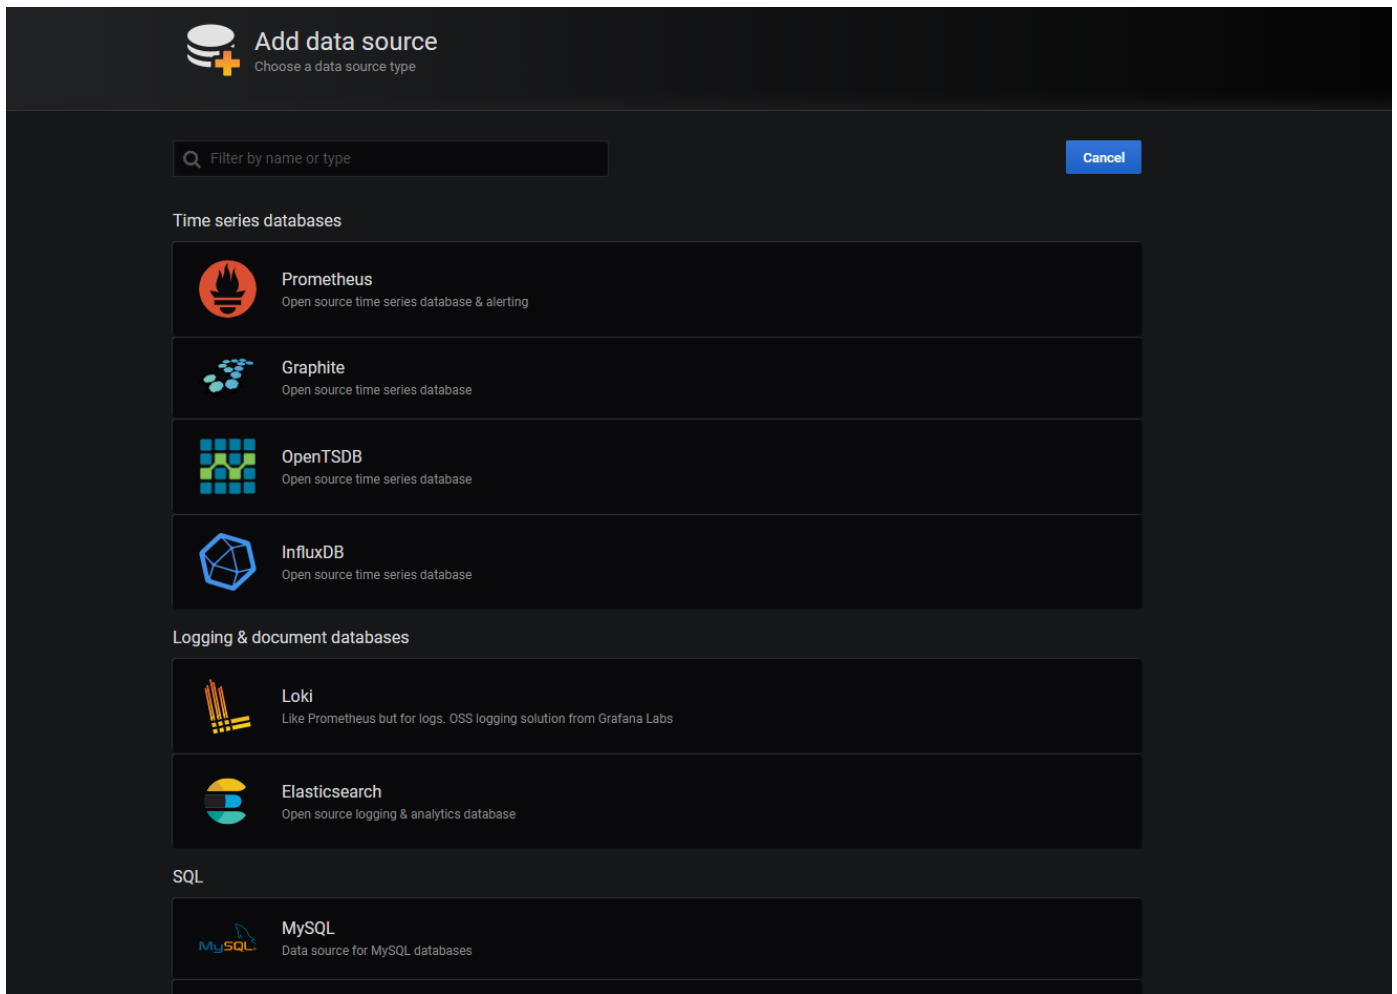 Add data source
Choose a data source type
Filter by name or type
Cancel
Time series databases
Prometheus
Open source time series database & alerting
Graphite
Open source time series database
OpenTSDB
Open source time series database
InfluxDB
Open source time series database
Logging & document databases
Loki
Like Prometheus but for logs. OSS logging solution from Grafana Labs
Elasticsearch
Open source logging & analytics database
SQL
MySQL
MySQL
Data source for MySQL databases